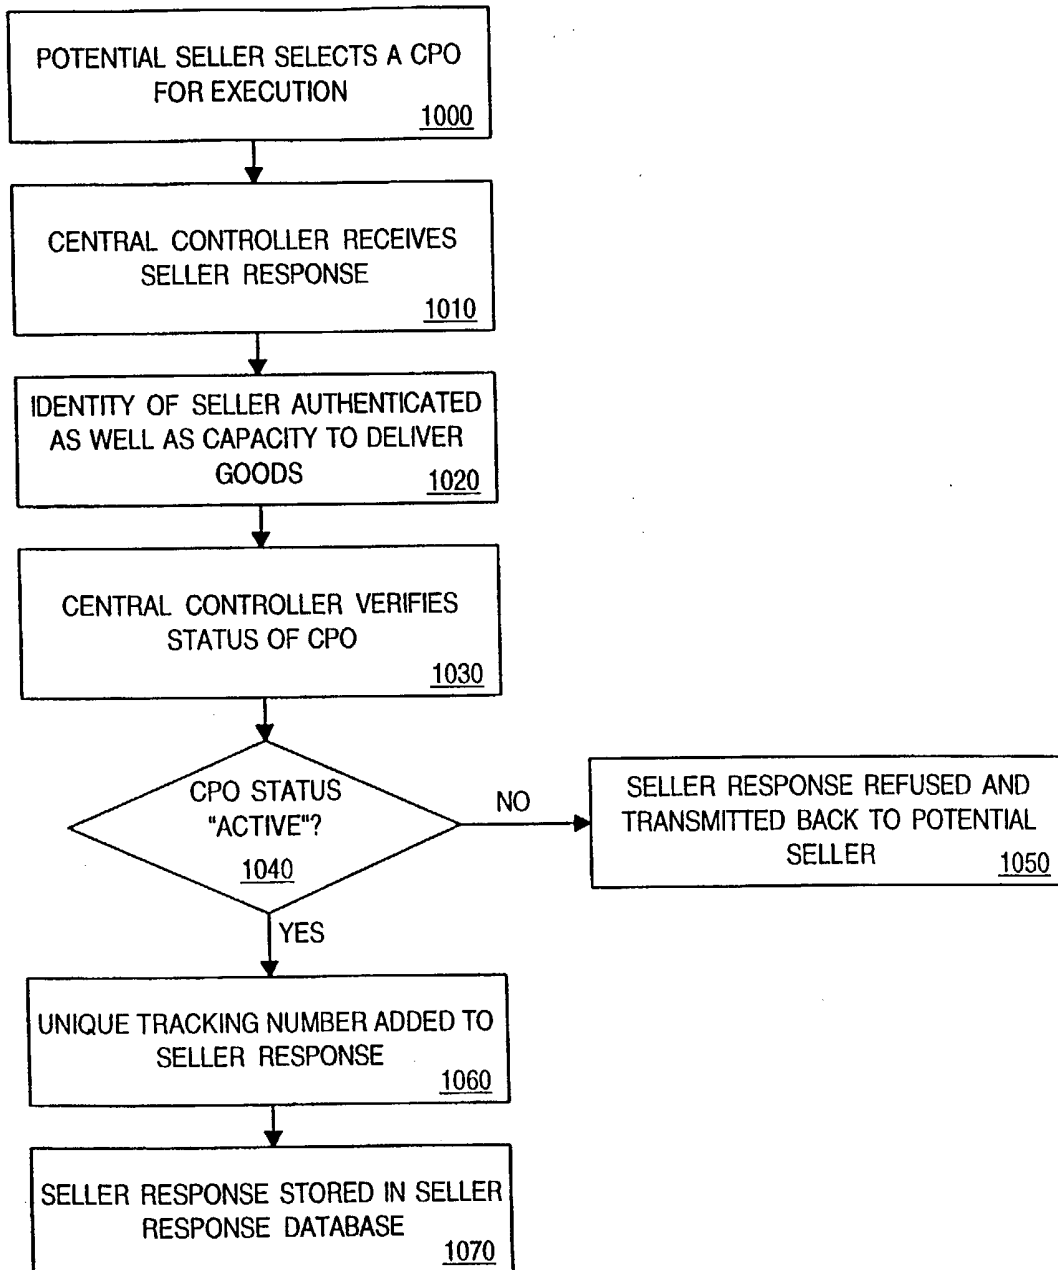 POTENTIAL SELLER SELECTS A CPO
FOR EXECUTION
1000
CENTRAL CONTROLLER RECEIVES
SELLER RESPONSE
1010
IDENTITY OF SELLER AUTHENTICATED
AS WELL AS CAPACITY TO DELIVER
GOODS
1020
CENTRAL CONTROLLER VERIFIES
STATUS OF CPO
1030
CPO STATUS
"ACTIVE"?
1040
NO
SELLER RESPONSE REFUSED AND
TRANSMITTED BACK TO POTENTIAL
SELLER
1050
YES
UNIQUE TRACKING NUMBER ADDED TO
SELLER RESPONSE
1060
SELLER RESPONSE STORED IN SELLER
RESPONSE DATABASE
1070